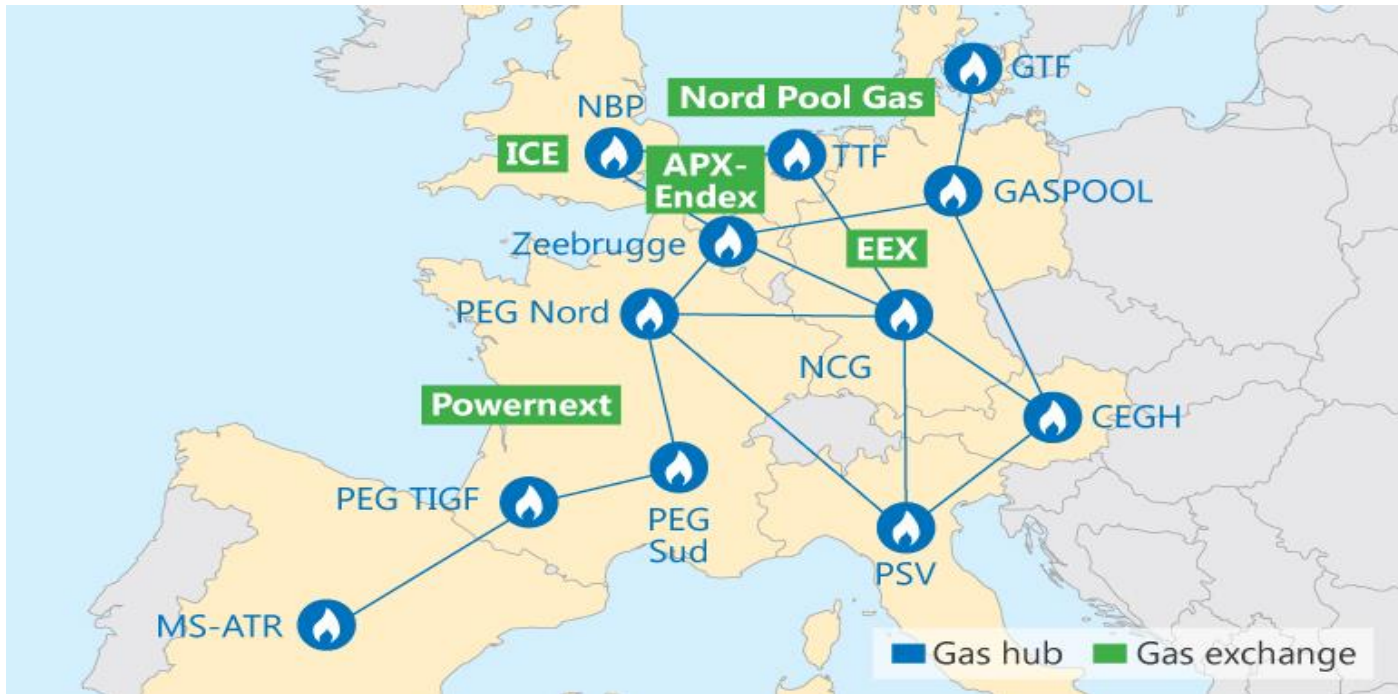 GTF
Nord Pool Gas
NBP
ICE
APX-
Endex
TTF
GASPOOL
Zeebrugge
EEX
PEG Nord
NCG
Powernext
CEGH
PEG TIGF
PEG
Sud
PSV
MS-ATR
Gas hub
Gas exchange